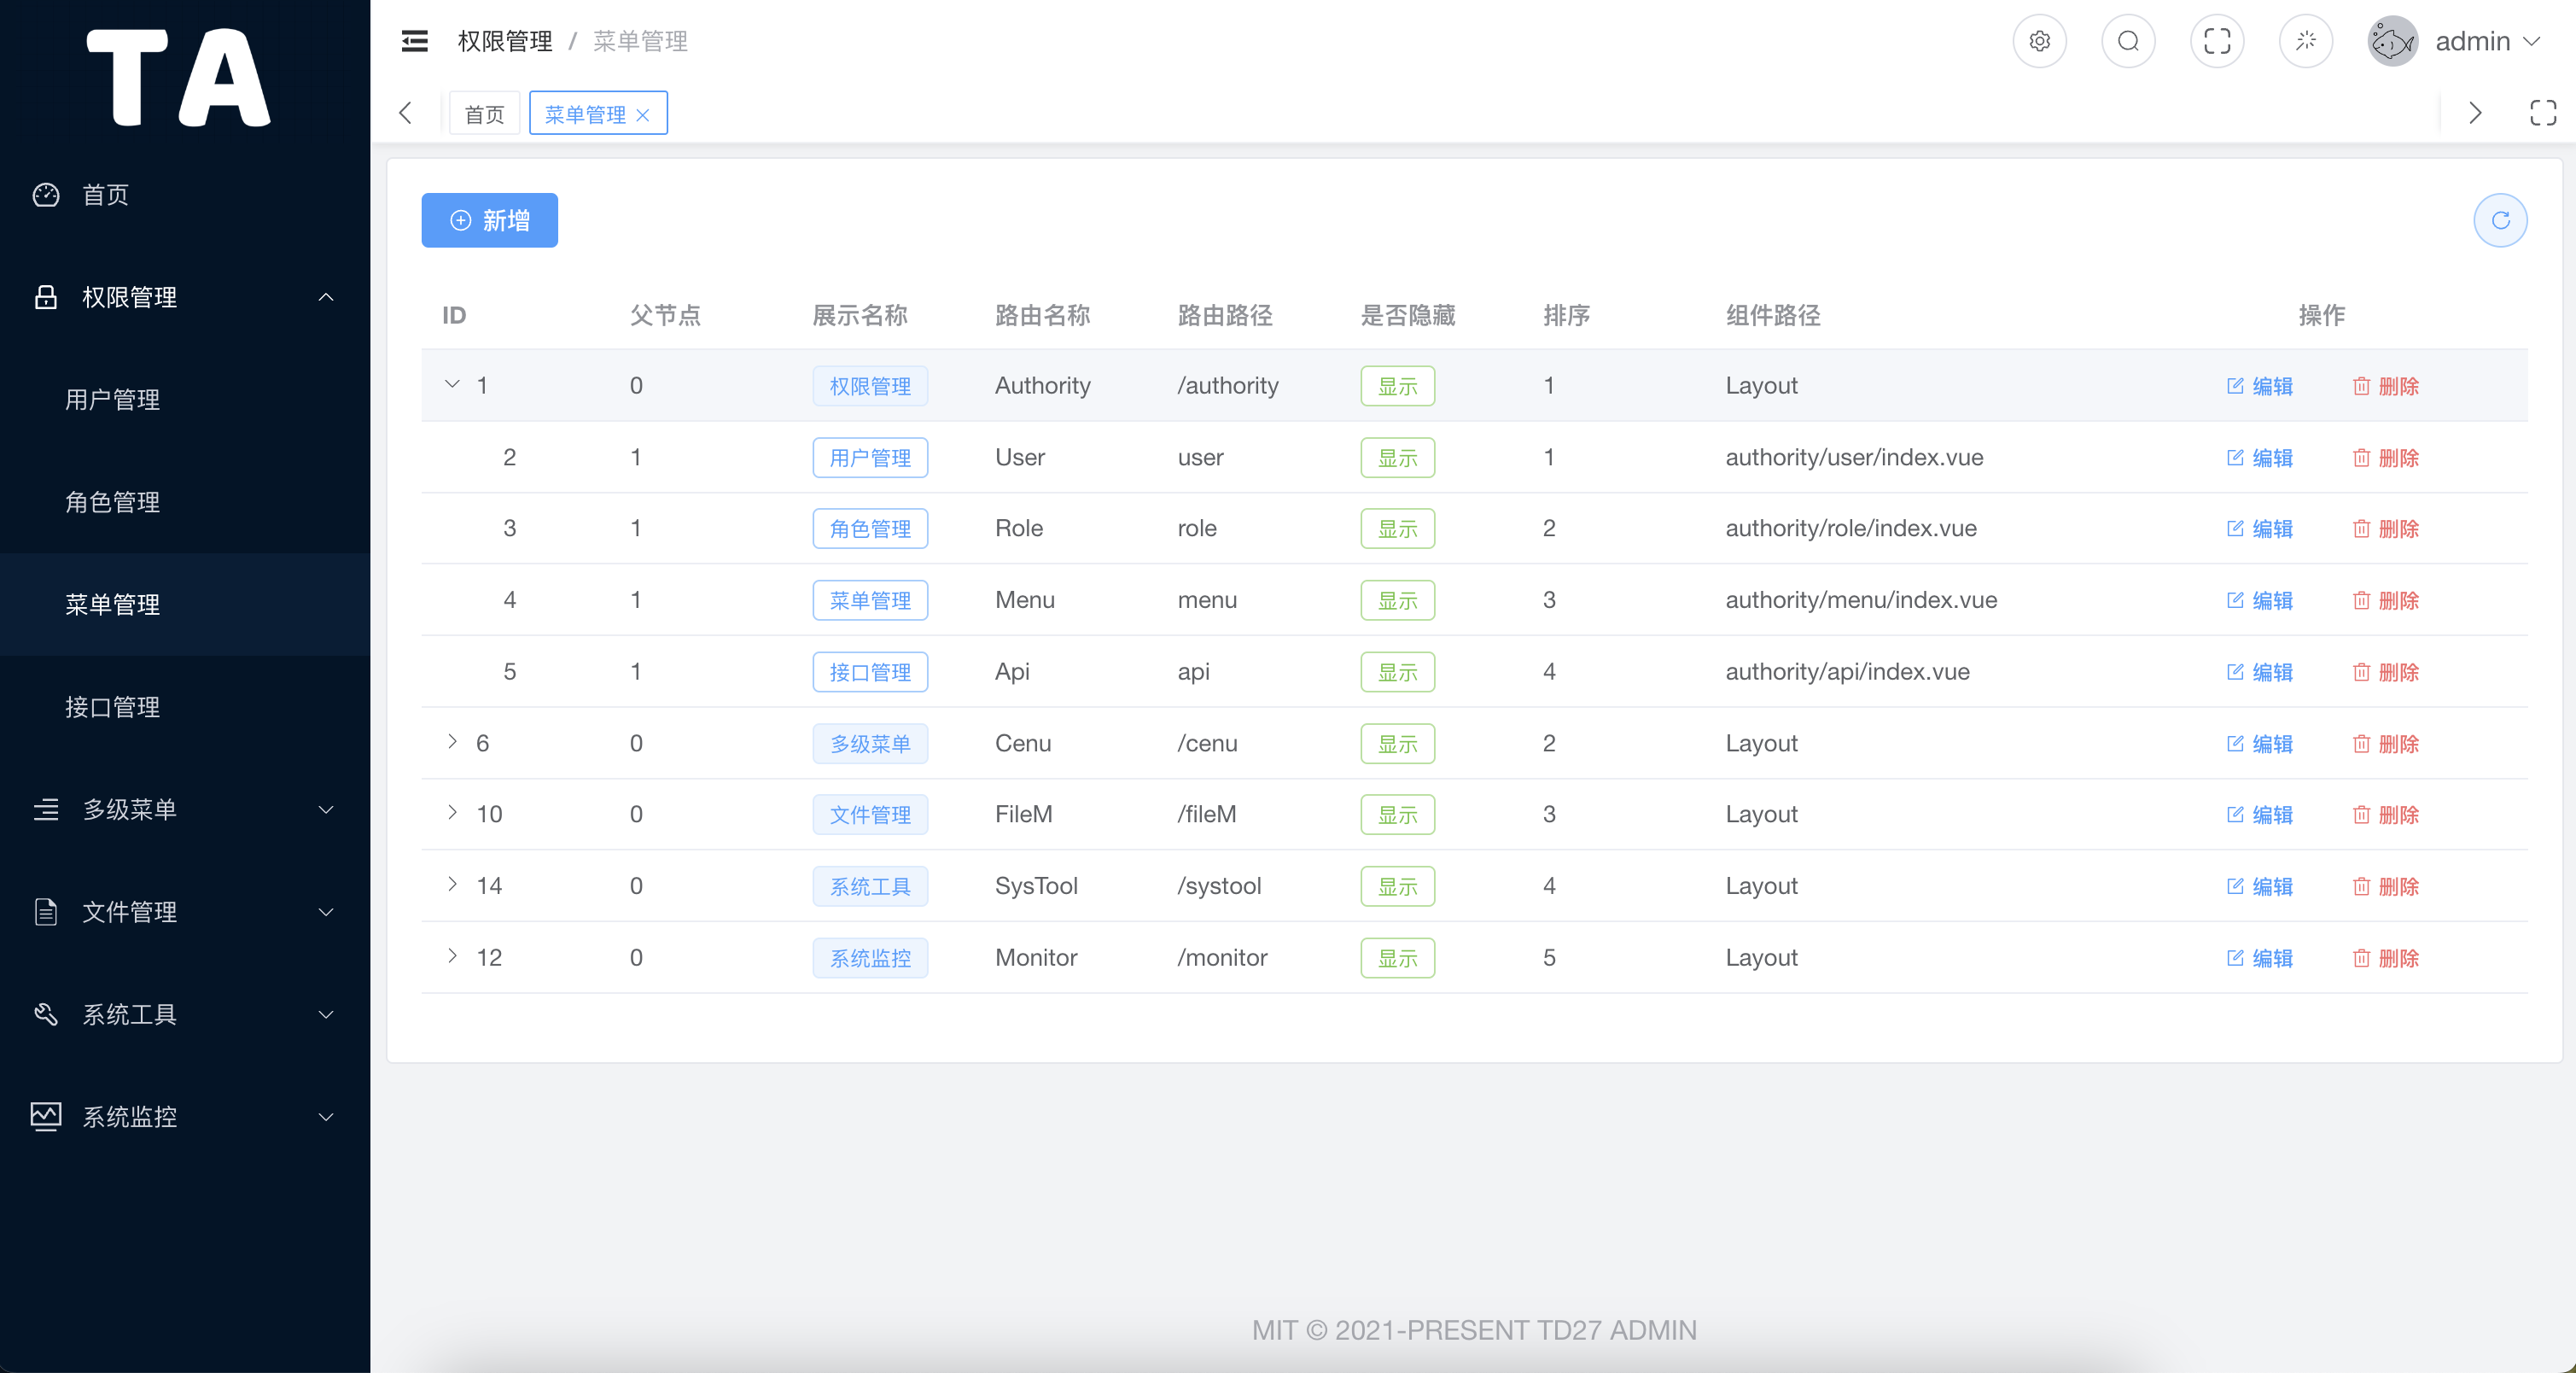 TA
首页
权限管理
用户管理
角色管理
菜单管理
接口管理
多级菜单
文件管理
系统工具
系统监控
权限管理 / 菜单管理
admin
首页 菜单管理
新增
ID 父节点 展示名称 路由名称 路由路径 是否隐藏 排序 组件路径 操作
1 0 权限管理 Authority /authority 显示 1 Layout 编辑 删除
2 1 用户管理 User user 显示 1 authority/user/index.vue 编辑 删除
3 1 角色管理 Role role 显示 2 authority/role/index.vue 编辑 删除
4 1 菜单管理 Menu menu 显示 3 authority/menu/index.vue 编辑 删除
5 1 接口管理 Api api 显示 4 authority/api/index.vue 编辑 删除
6 0 多级菜单 Cenu /cenu 显示 2 Layout 编辑 删除
10 0 文件管理 FileM /fileM 显示 3 Layout 编辑 删除
14 0 系统工具 SysTool /systool 显示 4 Layout 编辑 删除
12 0 系统监控 Monitor /monitor 显示 5 Layout 编辑 删除
MIT © 2021-PRESENT TD27 ADMIN